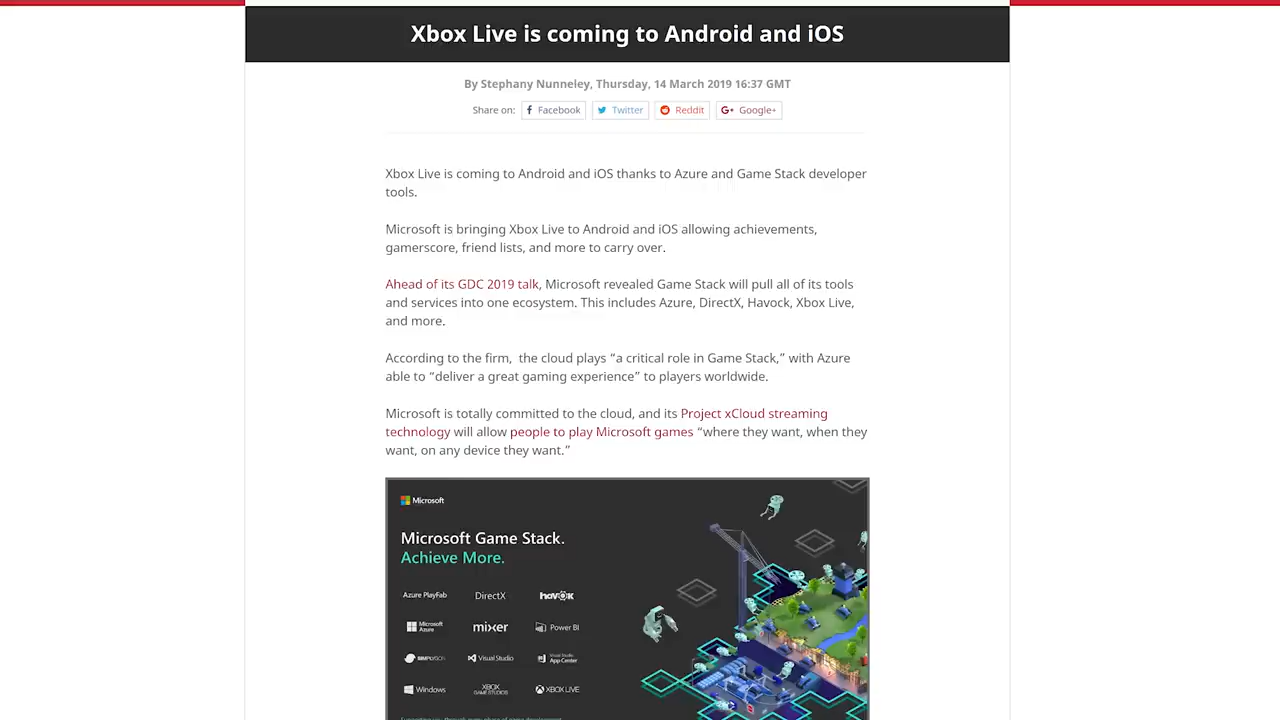 Xbox Live is coming to Android and iOS
By Stephany Nunneley, Thursday, 14 March 2019 16:37 GMT
Share on: Facebook Twitter Reddit Google+
Xbox Live is coming to Android and iOS thanks to Azure and Game Stack developer
tools.
Microsoft is bringing Xbox Live to Android and iOS allowing achievements,
gamerscore, friend lists, and more to carry over.
Ahead of its GDC 2019 talk, Microsoft revealed Game Stack will pull all of its tools
and services into one ecosystem. This includes Azure, DirectX, Havock, Xbox Live,
and more.
According to the firm,  the cloud plays “a critical role in Game Stack,” with Azure
able to “deliver a great gaming experience” to players worldwide.
Microsoft is totally committed to the cloud, and its Project xCloud streaming
technology will allow people to play Microsoft games “where they want, when they
want, on any device they want.”
Microsoft
Microsoft Game Stack.
Achieve More.
Azure PlayFab DirectX havok
Microsoft Azure mixer Power BI
SIMPLYGON Visual Studio Visual Studio App Center
Windows XBOX GAME STUDIOS XBOX LIVE